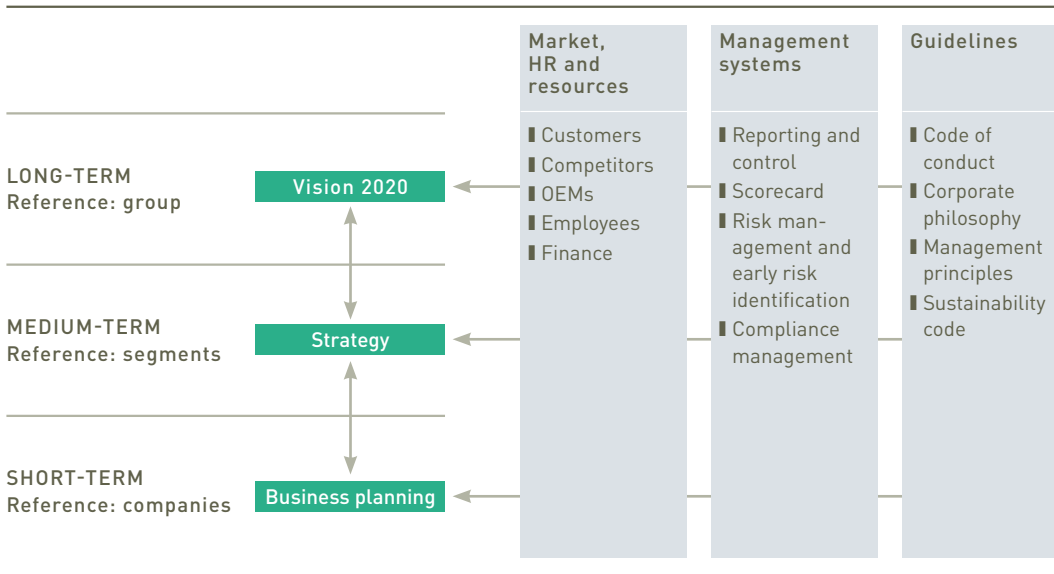 Market,
HR and
resources
Management
systems
Guidelines
LONG-TERM
Reference: group
Vision 2020
MEDIUM-TERM
Reference: segments
Strategy
SHORT-TERM
Reference: companies
Business planning
▮ Customers
▮ Competitors
▮ OEMs
▮ Employees
▮ Finance
▮ Reporting and
control
▮ Scorecard
▮ Risk man-
agement and
early risk
identification
▮ Compliance
management
▮ Code of
conduct
▮ Corporate
philosophy
▮ Management
principles
▮ Sustainability
code